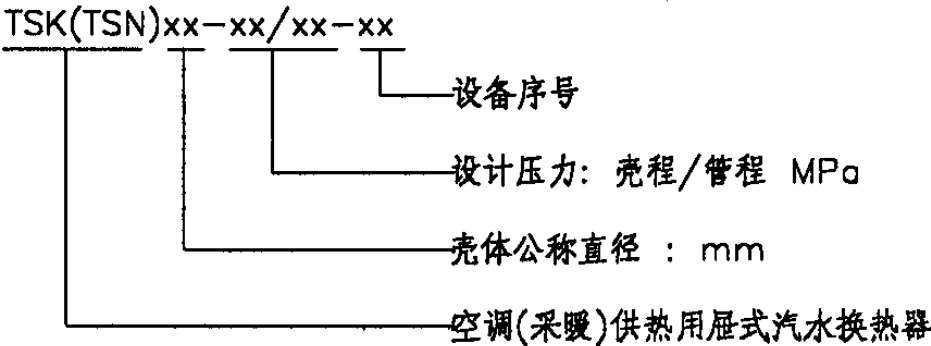 TSK(TSN)xx-xx/xx-xx
设备序号
设计压力: 壳程/管程 MPa
壳体公称直径 : mm
空调(采暖)供热用屈式汽水换热器